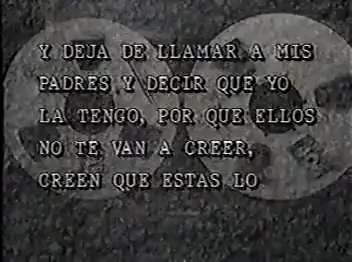 Y DEJA DE LLAMAR A MIS
PADRES Y DECIR QUE YO
LA TENGO, POR QUE ELLOS
NO TE VAN A CREER,
CREEN QUE ESTAS LO